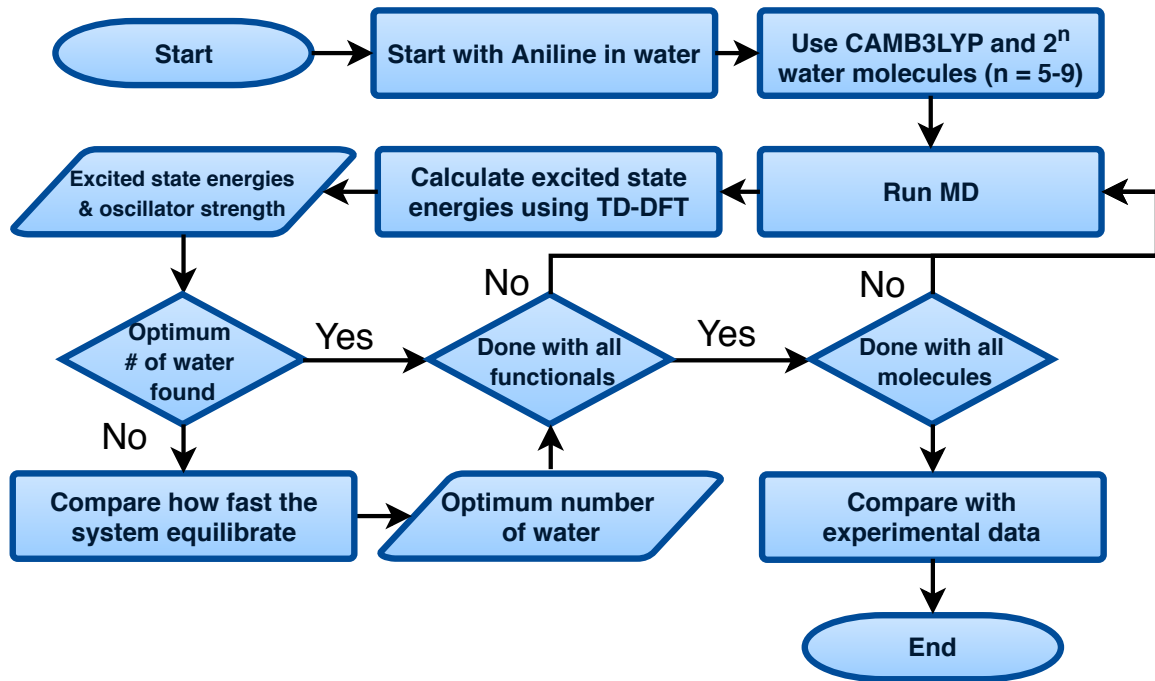 Start
Start with Aniline in water
Use CAMB3LYP and 2ⁿ
water molecules (n = 5-9)
Excited state energies
& oscillator strength
Calculate excited state
energies using TD-DFT
Run MD
No
No
Optimum
# of water
found
Yes
Done with all
functionals
Yes
Done with all
molecules
No
Compare how fast the
system equilibrate
Optimum number
of water
Compare with
experimental data
End